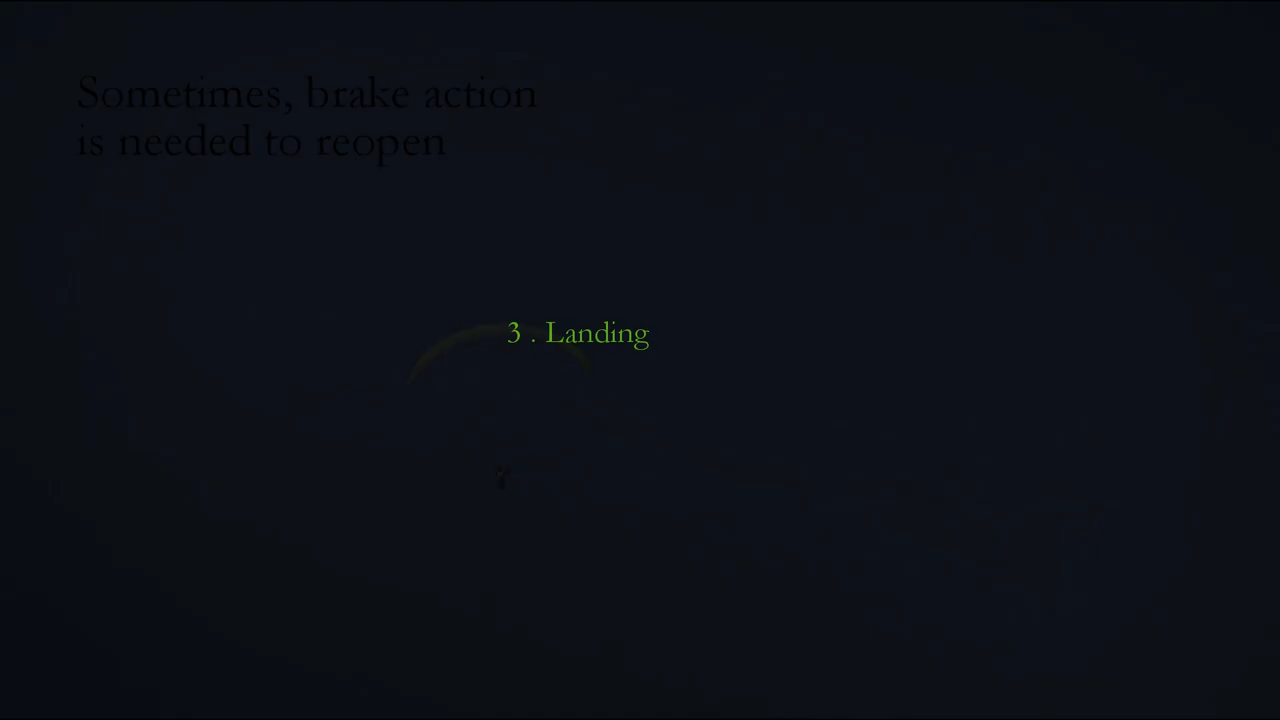 Sometimes, brake action
is needed to reopen
3 . Landing